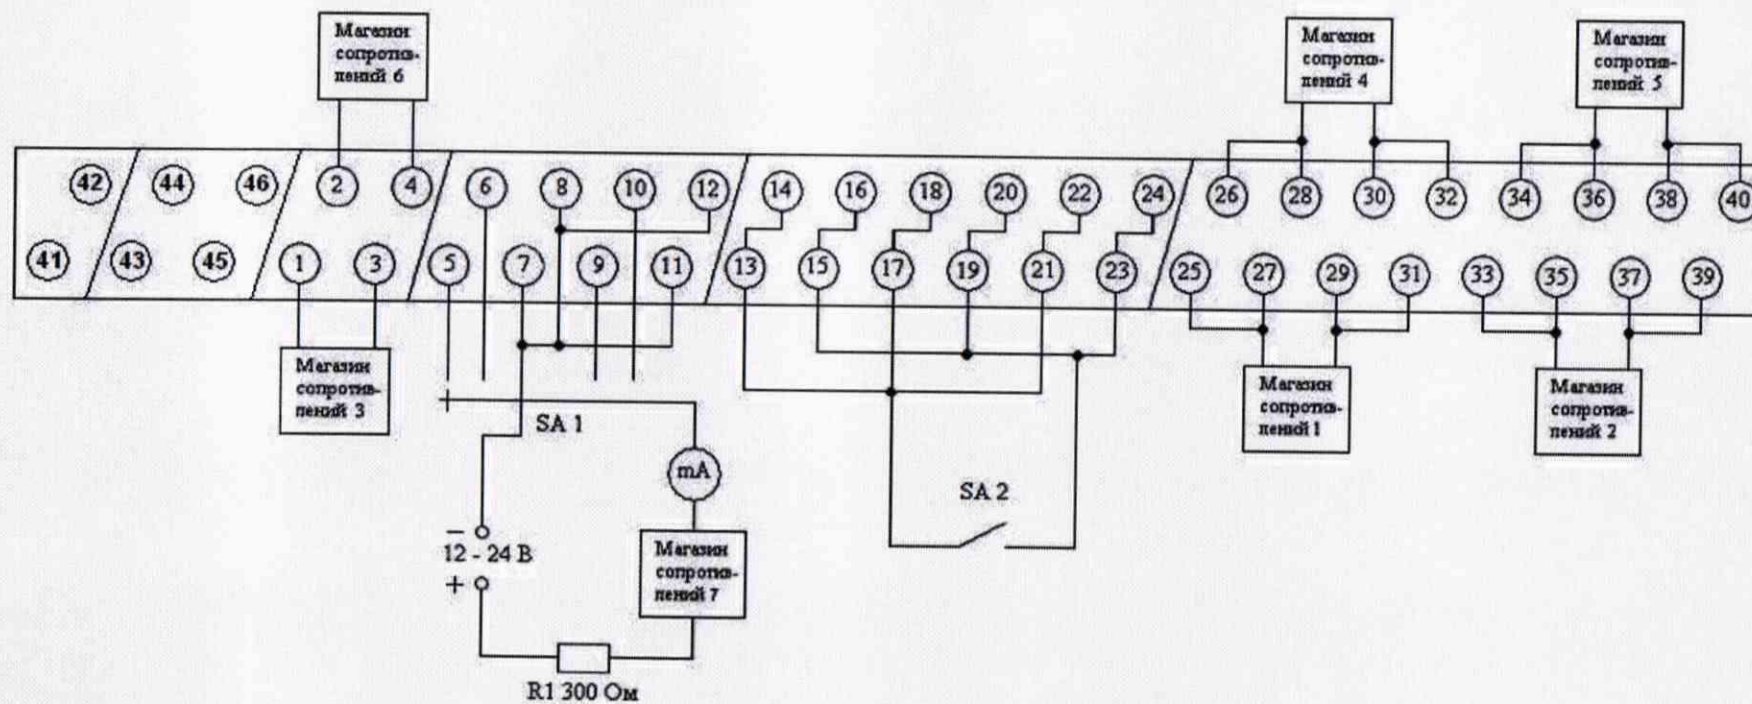 Магазин
сопротив-
лений 6
Магазин
сопротив-
лений 4
Магазин
сопротив-
лений 5
42 44 46 2 4 6 8 10 12 14 16 18 20 22 24 26 28 30 32 34 36 38 40
41 43 45 1 3 5 7 9 11 13 15 17 19 21 23 25 27 29 31 33 35 37 39
Магазин
сопротив-
лений 3
SA 1
mA
Магазин
сопротив-
лений 1
Магазин
сопротив-
лений 2
SA 2
−
12 - 24 В
+
Магазин
сопротив-
лений 7
R1 300 Ом